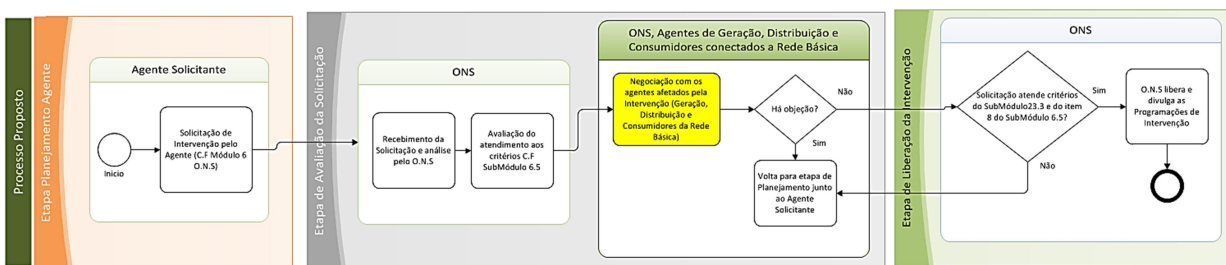 Processo Proposto
Etapa Planejamento Agente
Agente Solicitante
Inicio
Solicitação de
Intervenção pelo
Agente (C.F Módulo 6
O.N.S)
Etapa de Avaliação da Solicitação
ONS
Recebimento da
Solicitação e análise
pelo O.N.S
Avaliação do
atendimento aos
critérios C.F
SubMódulo 6.5
ONS, Agentes de Geração, Distribuição e
Consumidores conectados a Rede Básica
Negociação com os
agentes afetados pela
Intervenção (Geração,
Distribuição e
Consumidores da Rede
Básica)
Há objeção?
Não
Sim
Volta para etapa de
Planejamento junto
ao Agente
Solicitante
Etapa de Liberação da Intervenção
ONS
Solicitação atende critérios
do SubMódulo23.3 e do item
8 do SubMódulo 6.5?
Sim
Não
O.N.S libera e
divulga as
Programações de
Intervenção